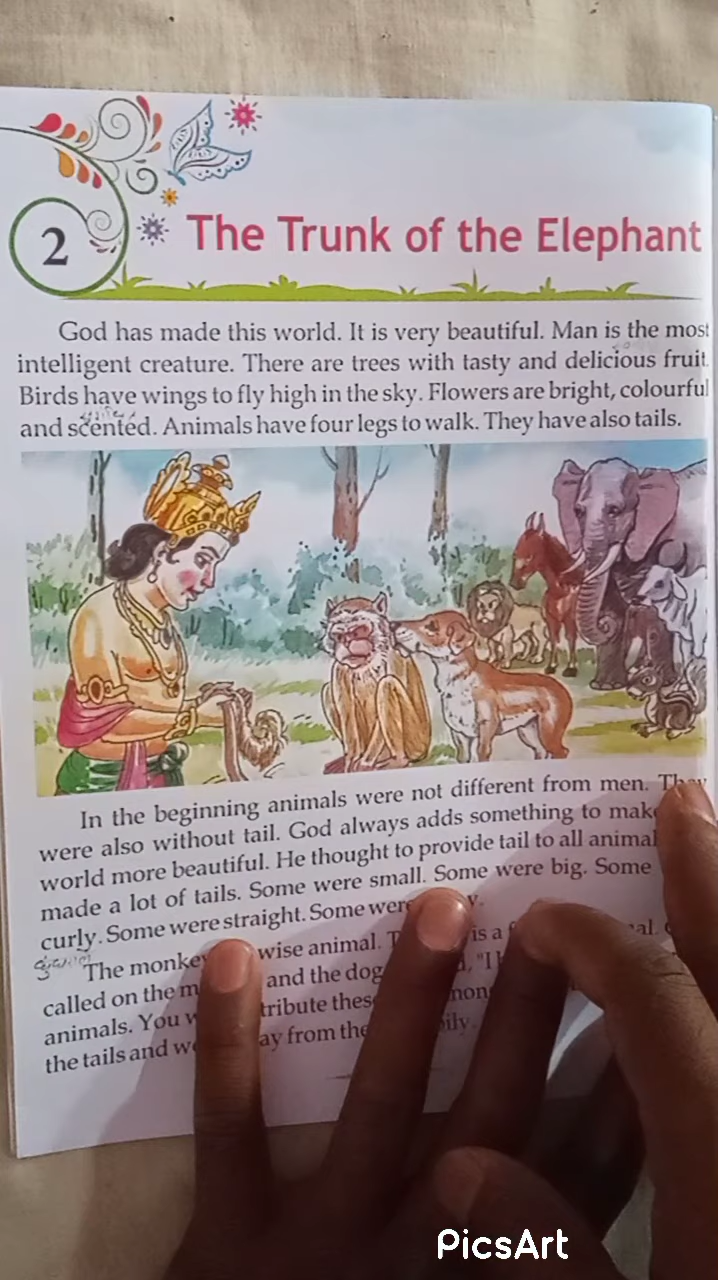 2
The Trunk of the Elephant
God has made this world. It is very beautiful. Man is the most
intelligent creature. There are trees with tasty and delicious fruit.
Birds have wings to fly high in the sky. Flowers are bright, colourful
and scented. Animals have four legs to walk. They have also tails.
In the beginning animals were not different from men. They
were also without tail. God always adds something to make
world more beautiful. He thought to provide tail to all animal
made a lot of tails. Some were small. Some were big. Some
curly. Some were straight. Some were
The monkey wise animal. is a
called on the and the dog "I
animals. You
the tails and from the
PicsArt